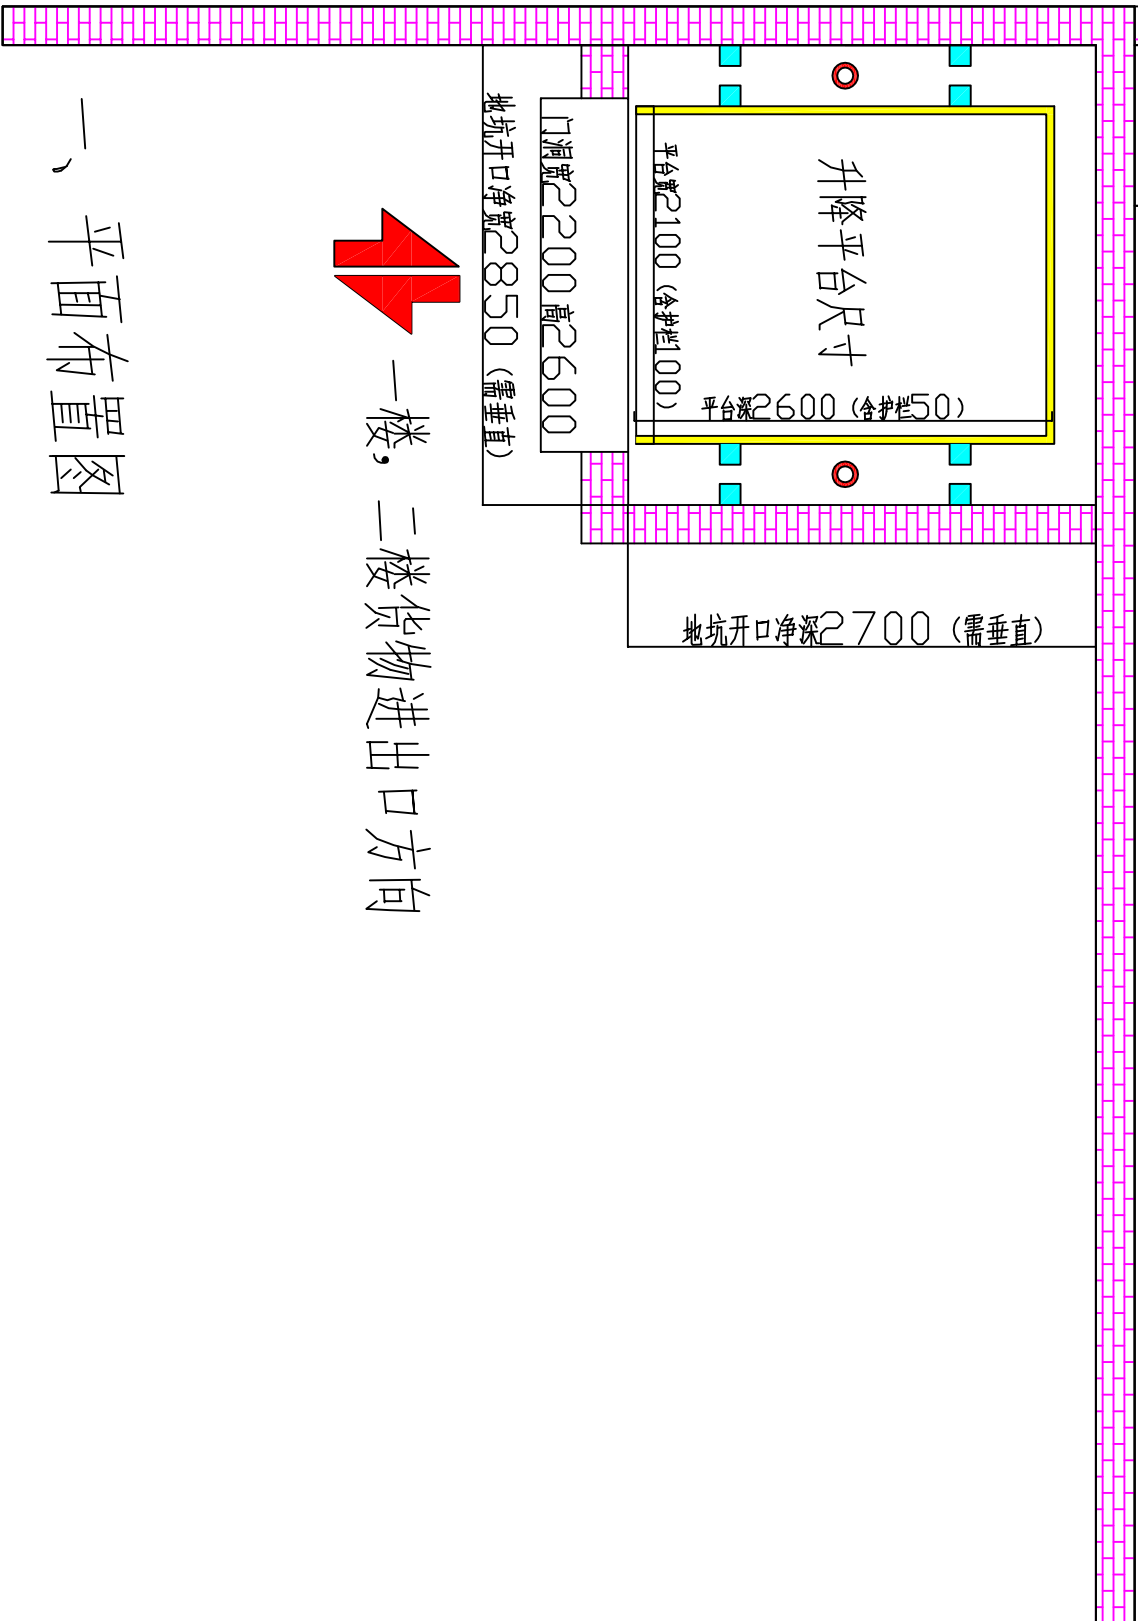 一、平面布置图
一楼，二楼货物进出口方向
地坑开口净宽2850（需垂直）
门洞宽2200高2600
平台宽2100（含护栏100）
升降平台尺寸
平台深2600（含护栏50）
地坑开口净深2700（需垂直）